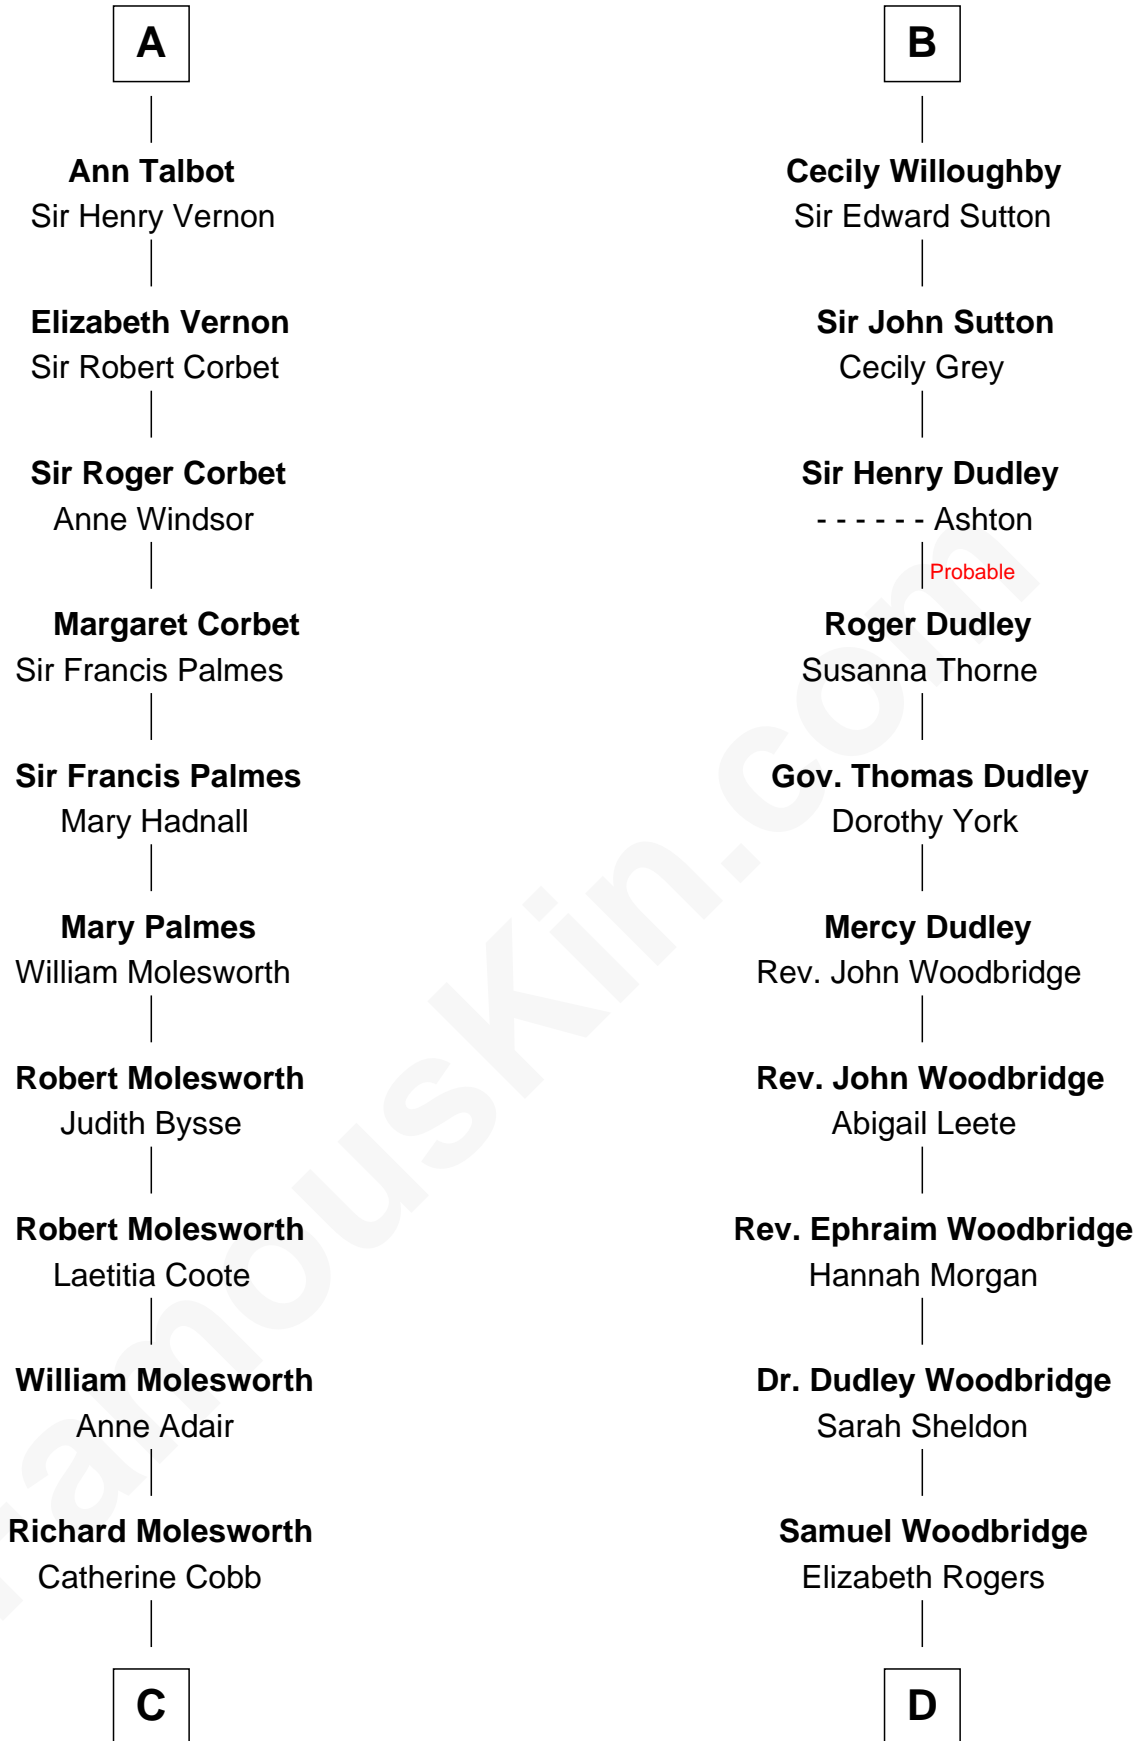 A
Ann Talbot
Sir Henry Vernon
Elizabeth Vernon
Sir Robert Corbet
Sir Roger Corbet
Anne Windsor
Margaret Corbet
Sir Francis Palmes
Sir Francis Palmes
Mary Hadnall
Mary Palmes
William Molesworth
Robert Molesworth
Judith Bysse
Robert Molesworth
Laetitia Coote
William Molesworth
Anne Adair
Richard Molesworth
Catherine Cobb
C
B
Cecily Willoughby
Sir Edward Sutton
Sir John Sutton
Cecily Grey
Sir Henry Dudley
- - - - - - Ashton
Probable
Roger Dudley
Susanna Thorne
Gov. Thomas Dudley
Dorothy York
Mercy Dudley
Rev. John Woodbridge
Rev. John Woodbridge
Abigail Leete
Rev. Ephraim Woodbridge
Hannah Morgan
Dr. Dudley Woodbridge
Sarah Sheldon
Samuel Woodbridge
Elizabeth Rogers
D
FamousKin.com